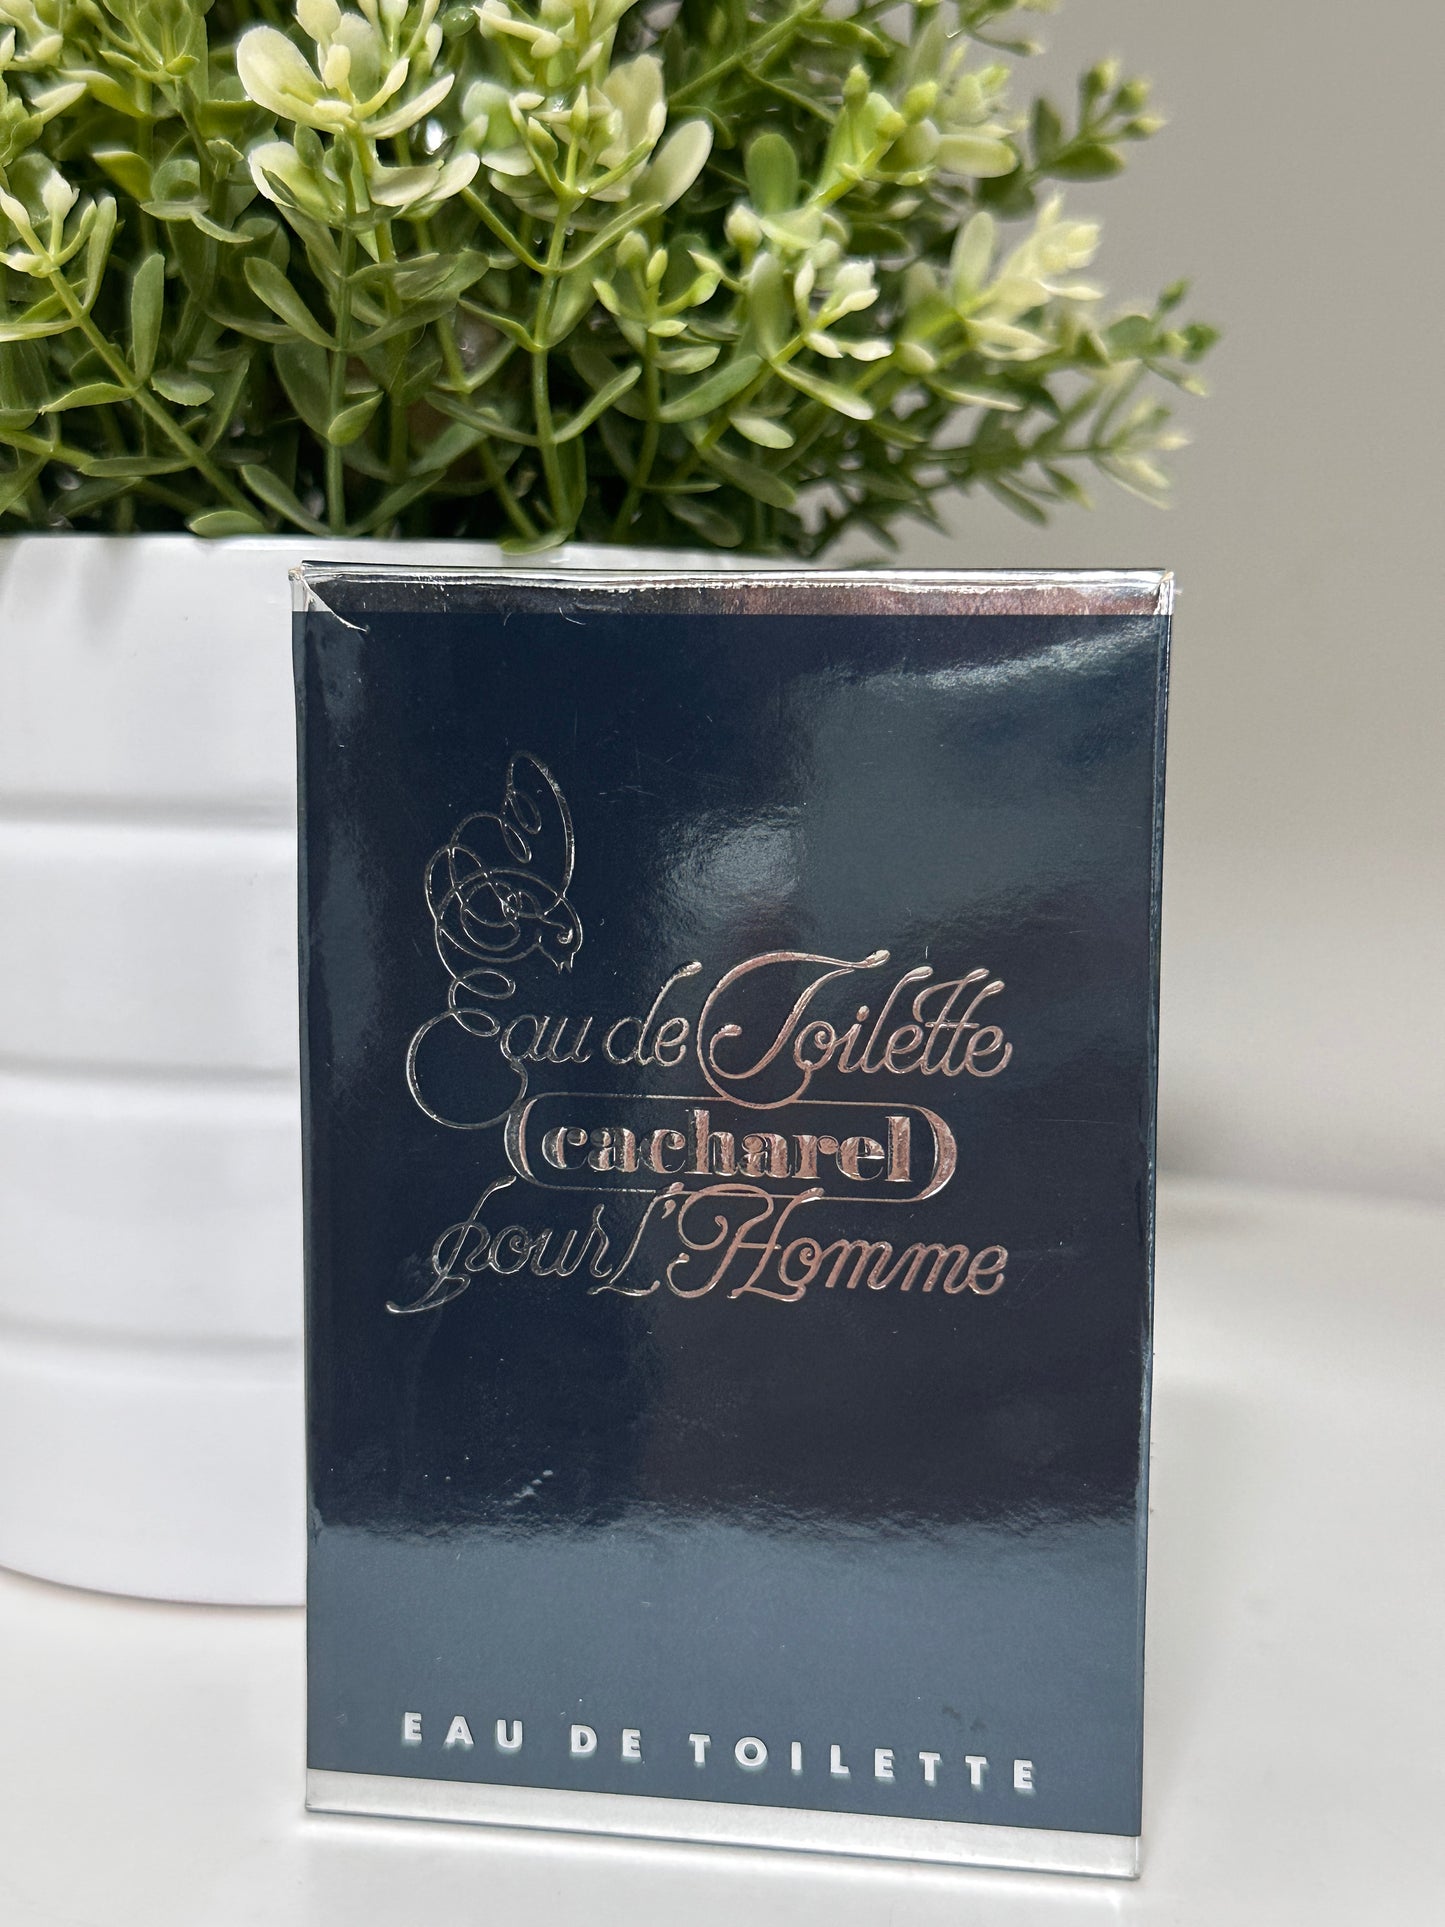 Eau de Toilette
cacharel
pour L'Homme
EAU DE TOILETTE